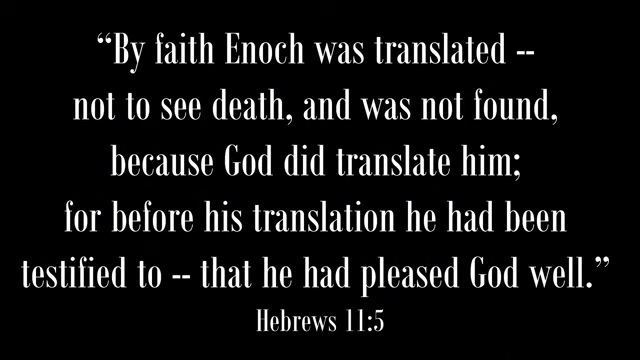 “By faith Enoch was translated --
not to see death, and was not found,
because God did translate him;
for before his translation he had been
testified to -- that he had pleased God well.”
Hebrews 11:5